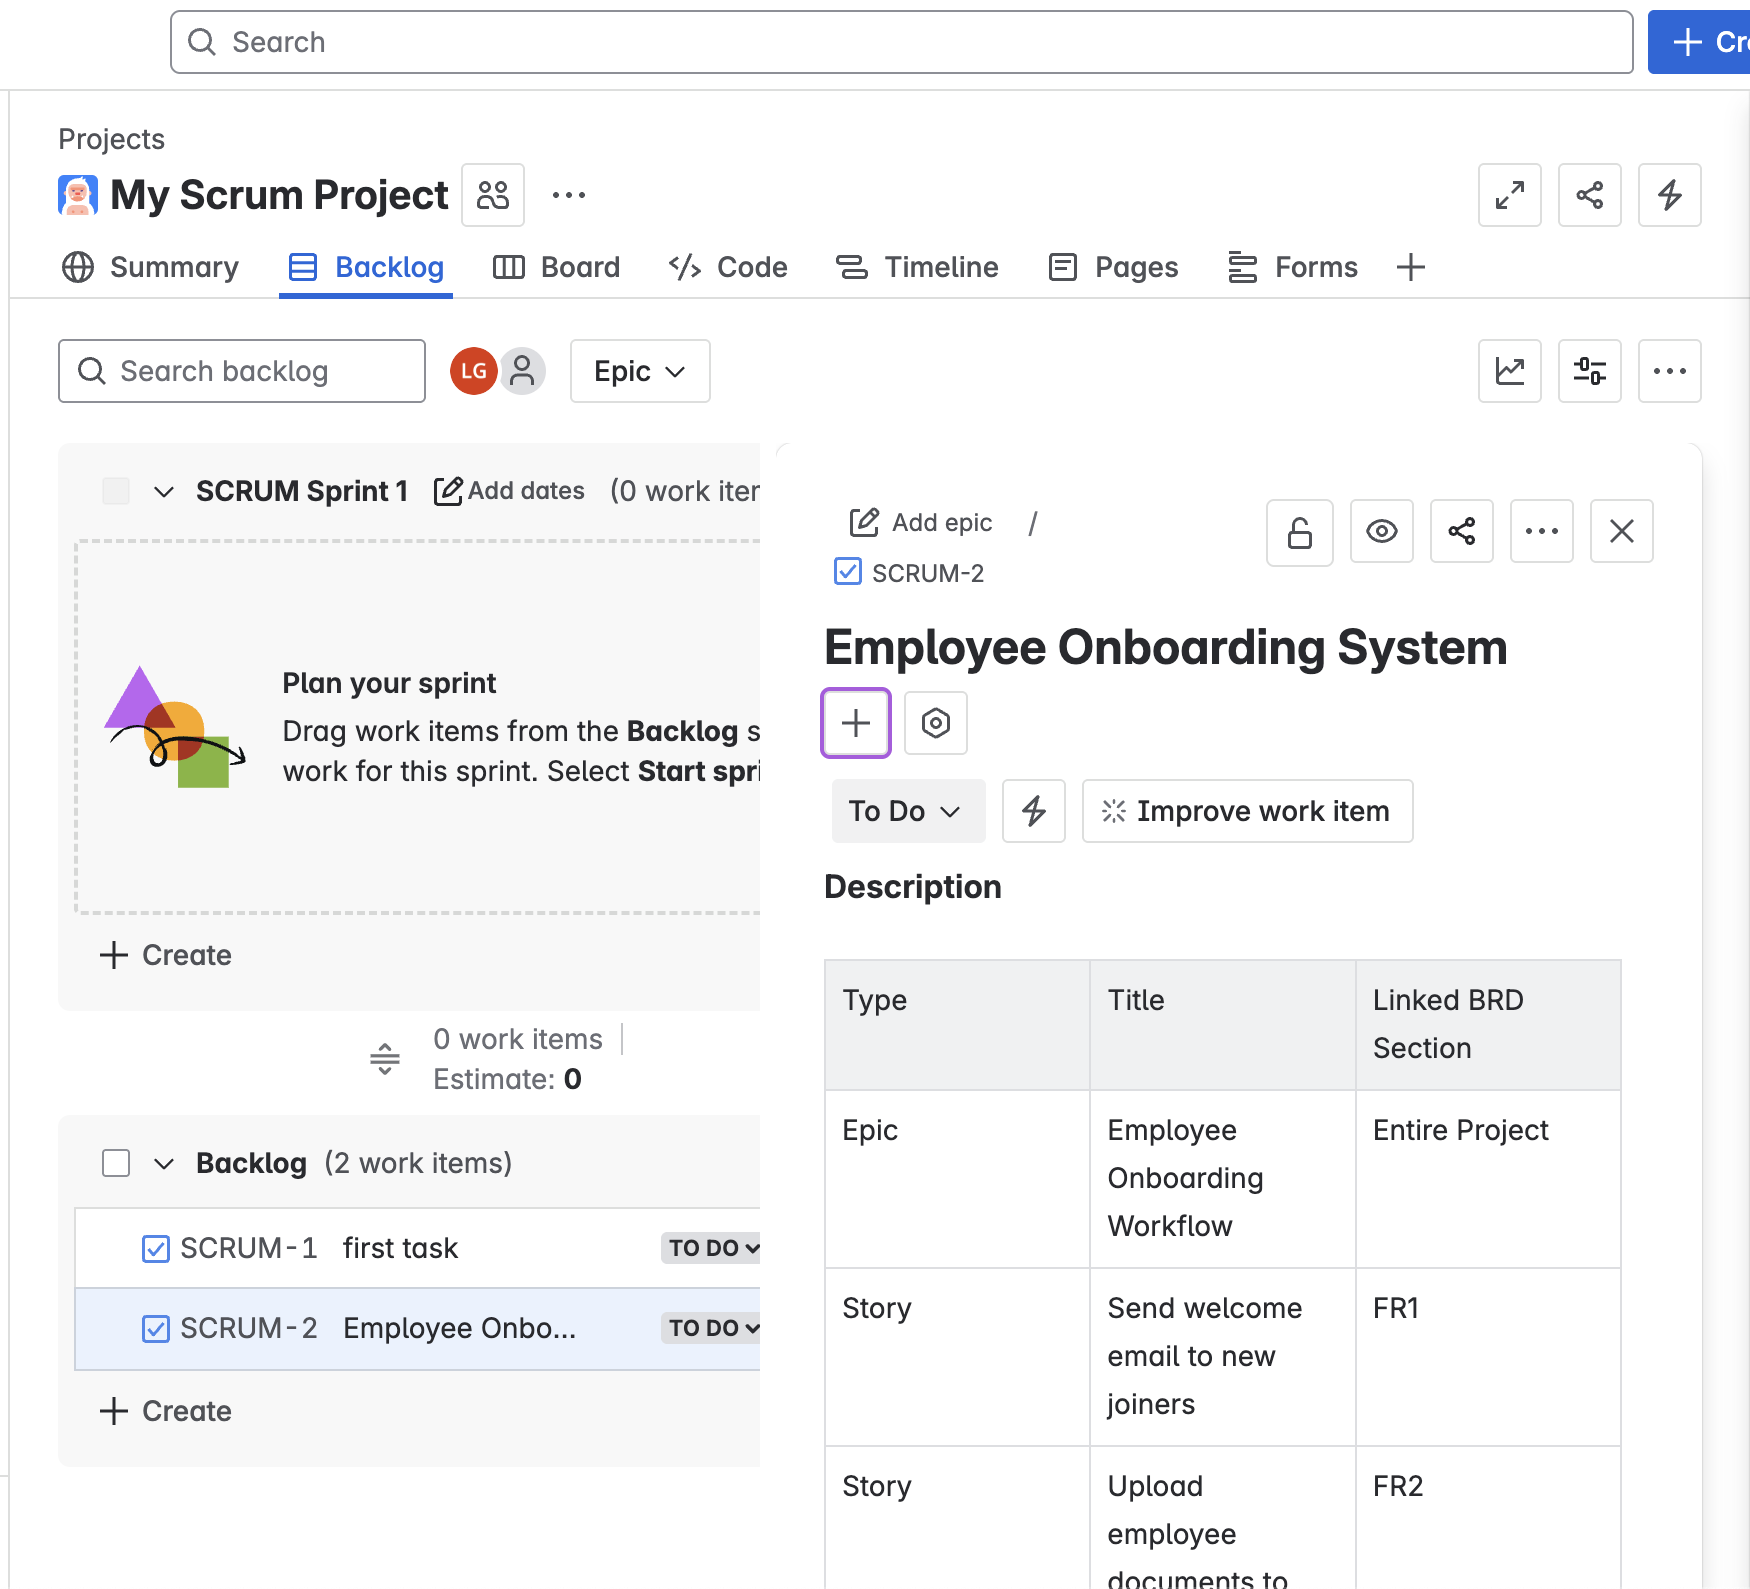 Search
Cr
Projects
My Scrum Project
Summary
Backlog
Board
Code
Timeline
Pages
Forms
Search backlog
LG
Epic
SCRUM Sprint 1
Add dates
(0 work iter
Plan your sprint
Drag work items from the Backlog s
work for this sprint. Select Start spri
Create
0 work items
Estimate: 0
Backlog (2 work items)
SCRUM-1 first task TO DO
SCRUM-2 Employee Onbo... TO DO
Create
Add epic /
SCRUM-2
Employee Onboarding System
To Do
Improve work item
Description
Type
Title
Linked BRD
Section
Epic
Employee
Onboarding
Workflow
Entire Project
Story
Send welcome
email to new
joiners
FR1
Story
Upload
employee
documents to
FR2